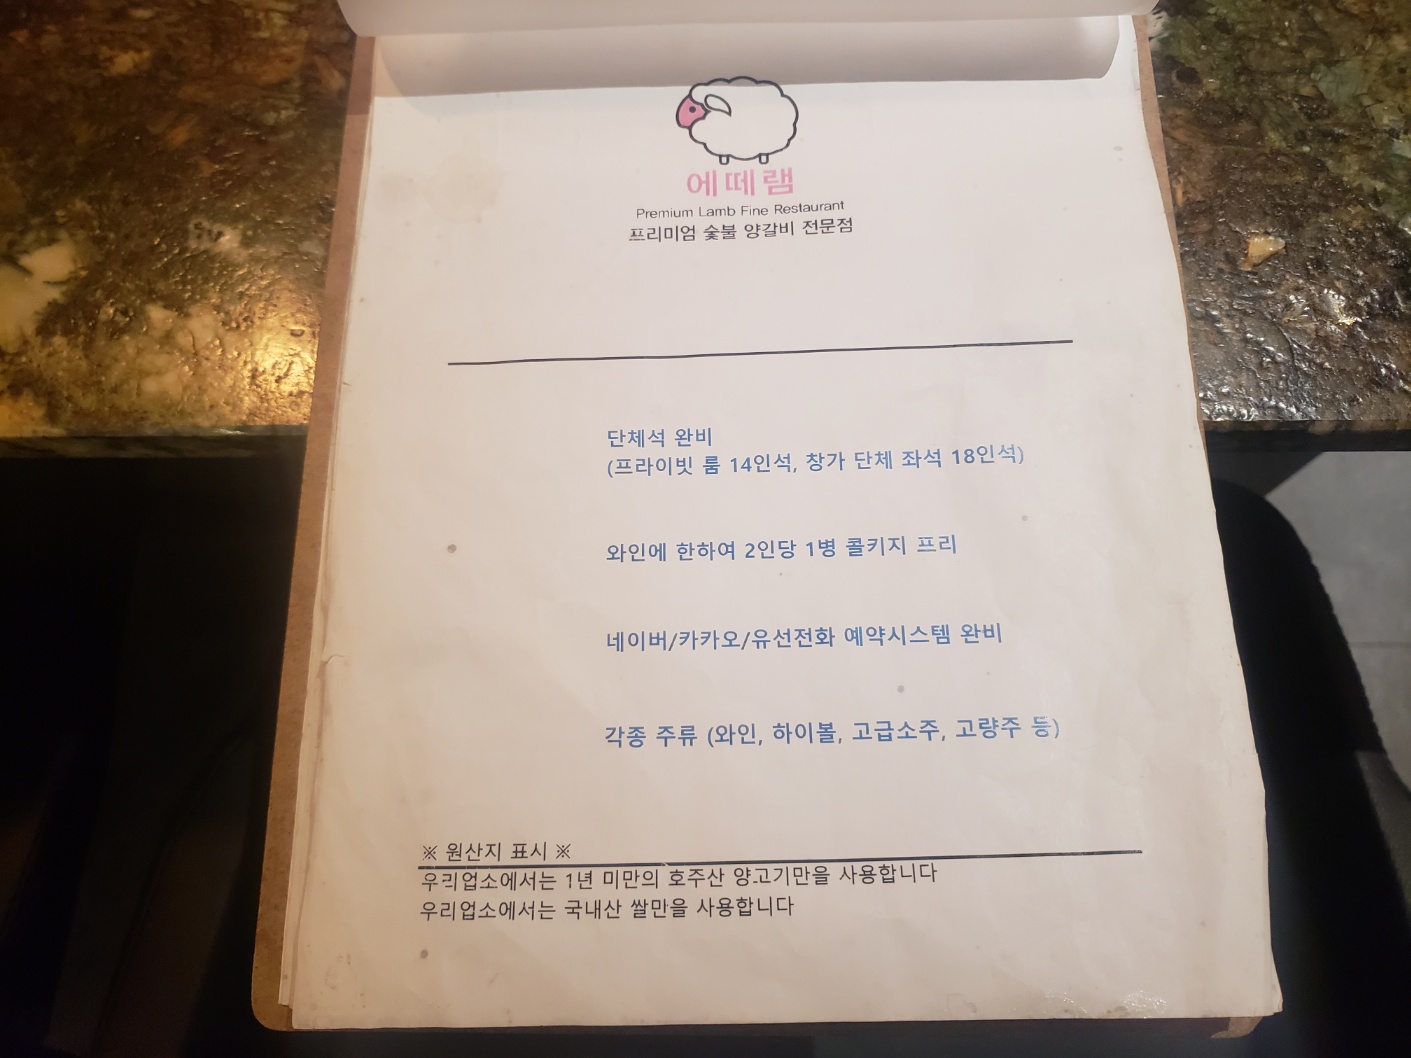 에떼램
Premium Lamb Fine Restaurant
프리미엄 숯불 양갈비 전문점
단체석 완비
(프라이빗 룸 14인석, 창가 단체 좌석 18인석)
와인에 한하여 2인당 1병 콜키지 프리
네이버/카카오/유선전화 예약시스템 완비
각종 주류 (와인, 하이볼, 고급소주, 고량주 등)
※ 원산지 표시 ※
우리업소에서는 1년 미만의 호주산 양고기만을 사용합니다
우리업소에서는 국내산 쌀만을 사용합니다